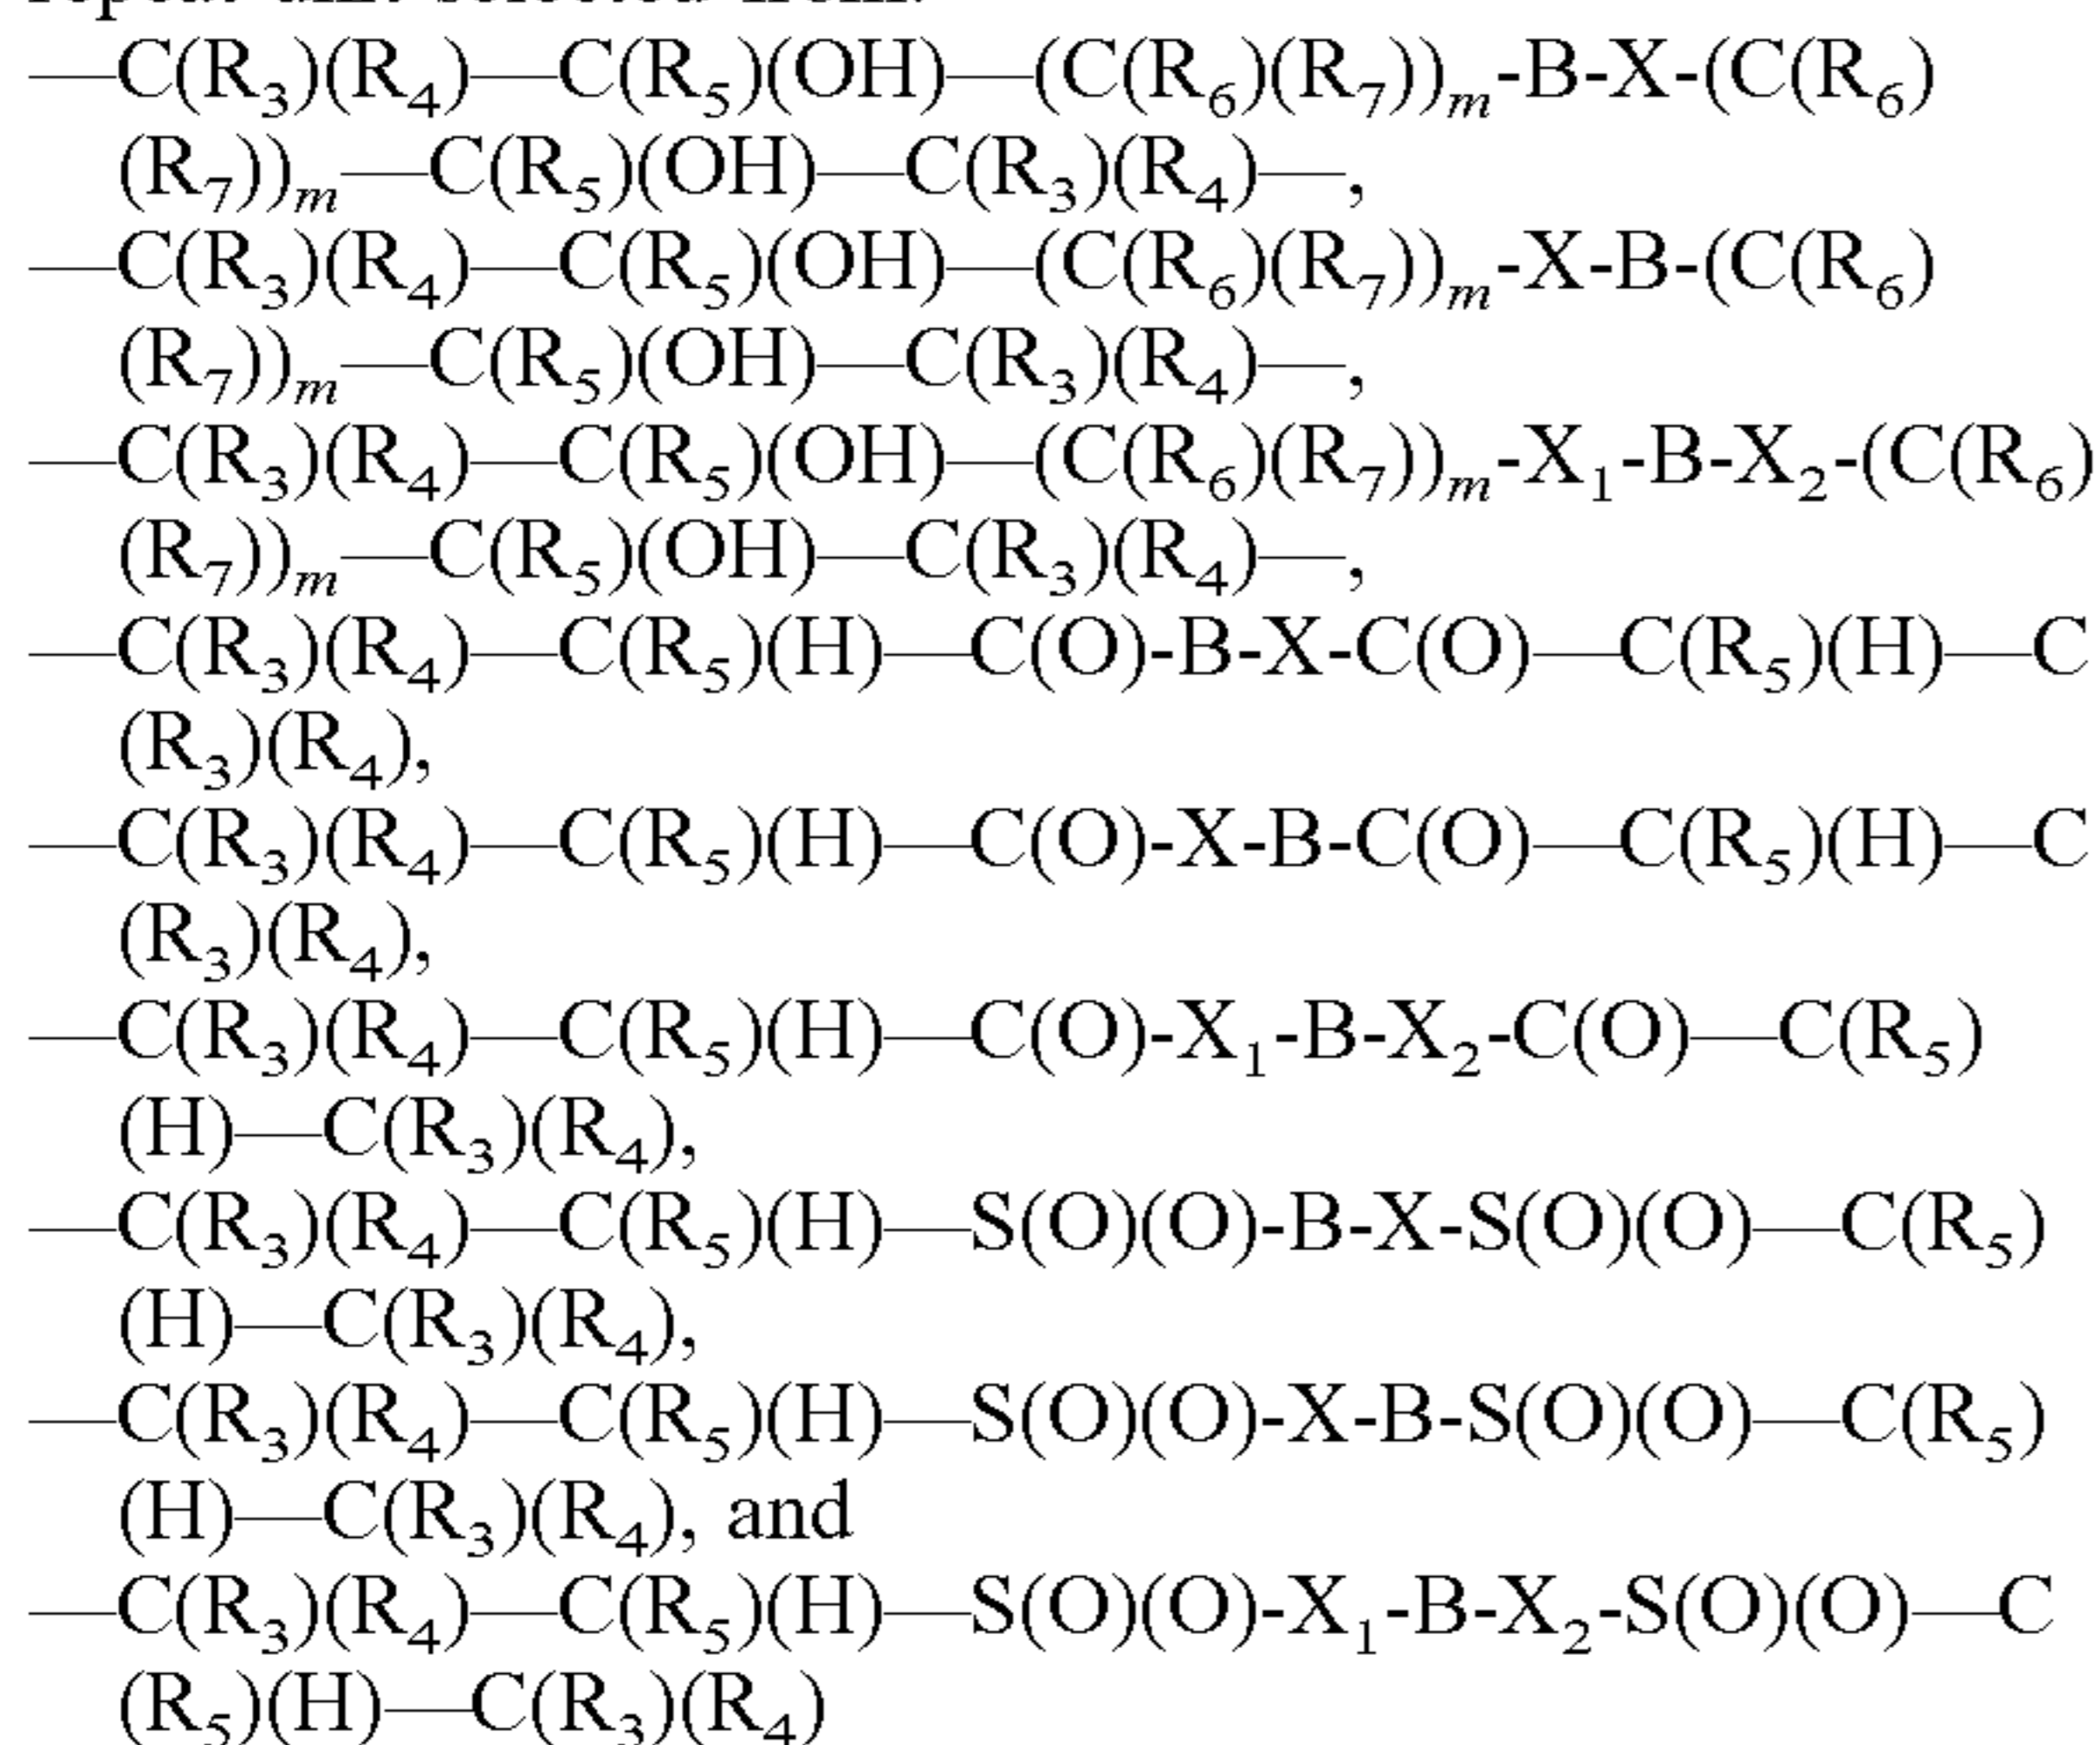 —C(R₃)(R₄)—C(R₅)(OH)—(C(R₆)(R₇))ₘ-B-X-(C(R₆)
(R₇))ₘ—C(R₅)(OH)—C(R₃)(R₄)—,
—C(R₃)(R₄)—C(R₅)(OH)—(C(R₆)(R₇))ₘ-X-B-(C(R₆)
(R₇))ₘ—C(R₅)(OH)—C(R₃)(R₄)—,
—C(R₃)(R₄)—C(R₅)(OH)—(C(R₆)(R₇))ₘ-X₁-B-X₂-(C(R₆)
(R₇))ₘ—C(R₅)(OH)—C(R₃)(R₄)—,
—C(R₃)(R₄)—C(R₅)(H)—C(O)-B-X-C(O)—C(R₅)(H)—C
(R₃)(R₄),
—C(R₃)(R₄)—C(R₅)(H)—C(O)-X-B-C(O)—C(R₅)(H)—C
(R₃)(R₄),
—C(R₃)(R₄)—C(R₅)(H)—C(O)-X₁-B-X₂-C(O)—C(R₅)
(H)—C(R₃)(R₄),
—C(R₃)(R₄)—C(R₅)(H)—S(O)(O)-B-X-S(O)(O)—C(R₅)
(H)—C(R₃)(R₄),
—C(R₃)(R₄)—C(R₅)(H)—S(O)(O)-X-B-S(O)(O)—C(R₅)
(H)—C(R₃)(R₄), and
—C(R₃)(R₄)—C(R₅)(H)—S(O)(O)-X₁-B-X₂-S(O)(O)—C
(R₅)(H)—C(R₃)(R₄)